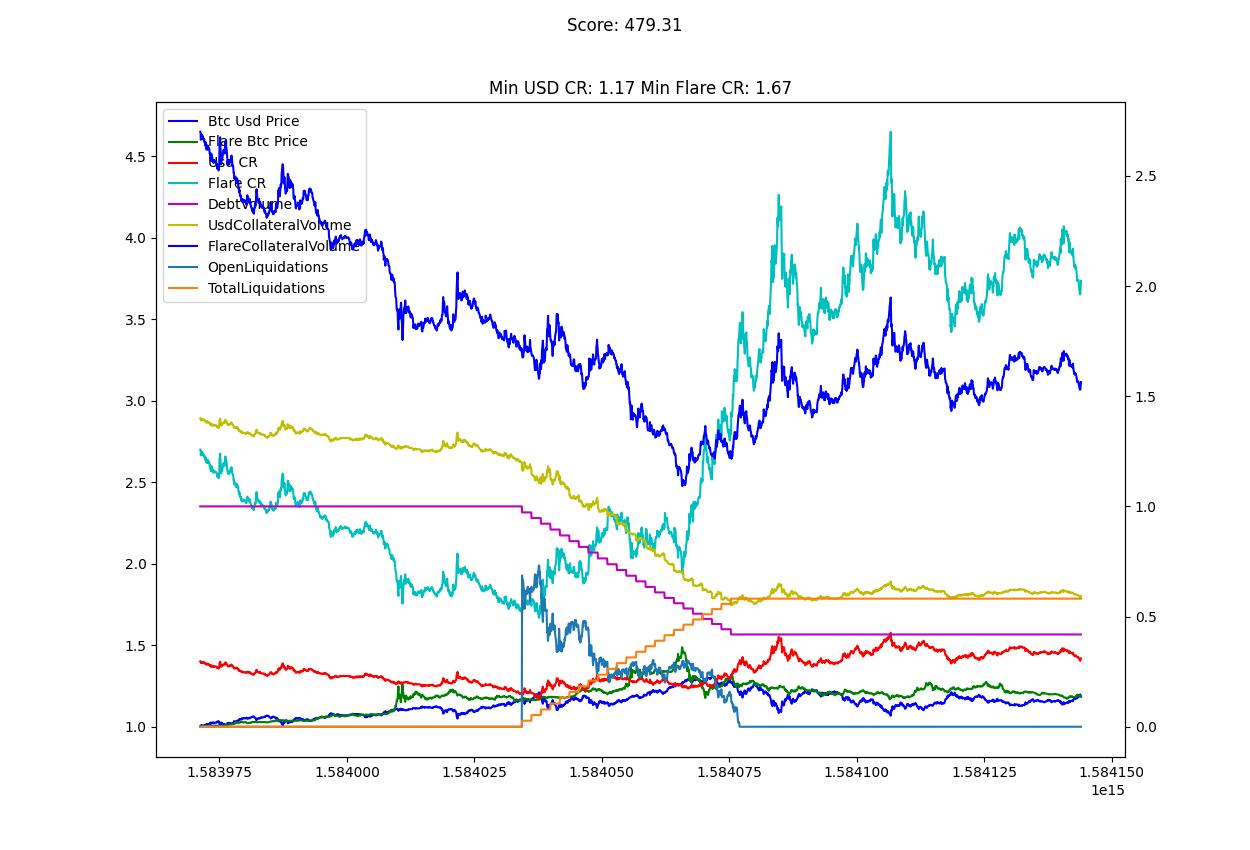 Score: 479.31
Min USD CR: 1.17 Min Flare CR: 1.67
Btc Usd Price
Flare Btc Price
Usd CR
Flare CR
DebtVolume
UsdCollateralVolume
FlareCollateralVolume
OpenLiquidations
TotalLiquidations
4.5
4.0
3.5
3.0
2.5
2.0
1.5
1.0
2.5
2.0
1.5
1.0
0.5
0.0
1.583975
1.584000
1.584025
1.584050
1.584075
1.584100
1.584125
1.584150
1e15